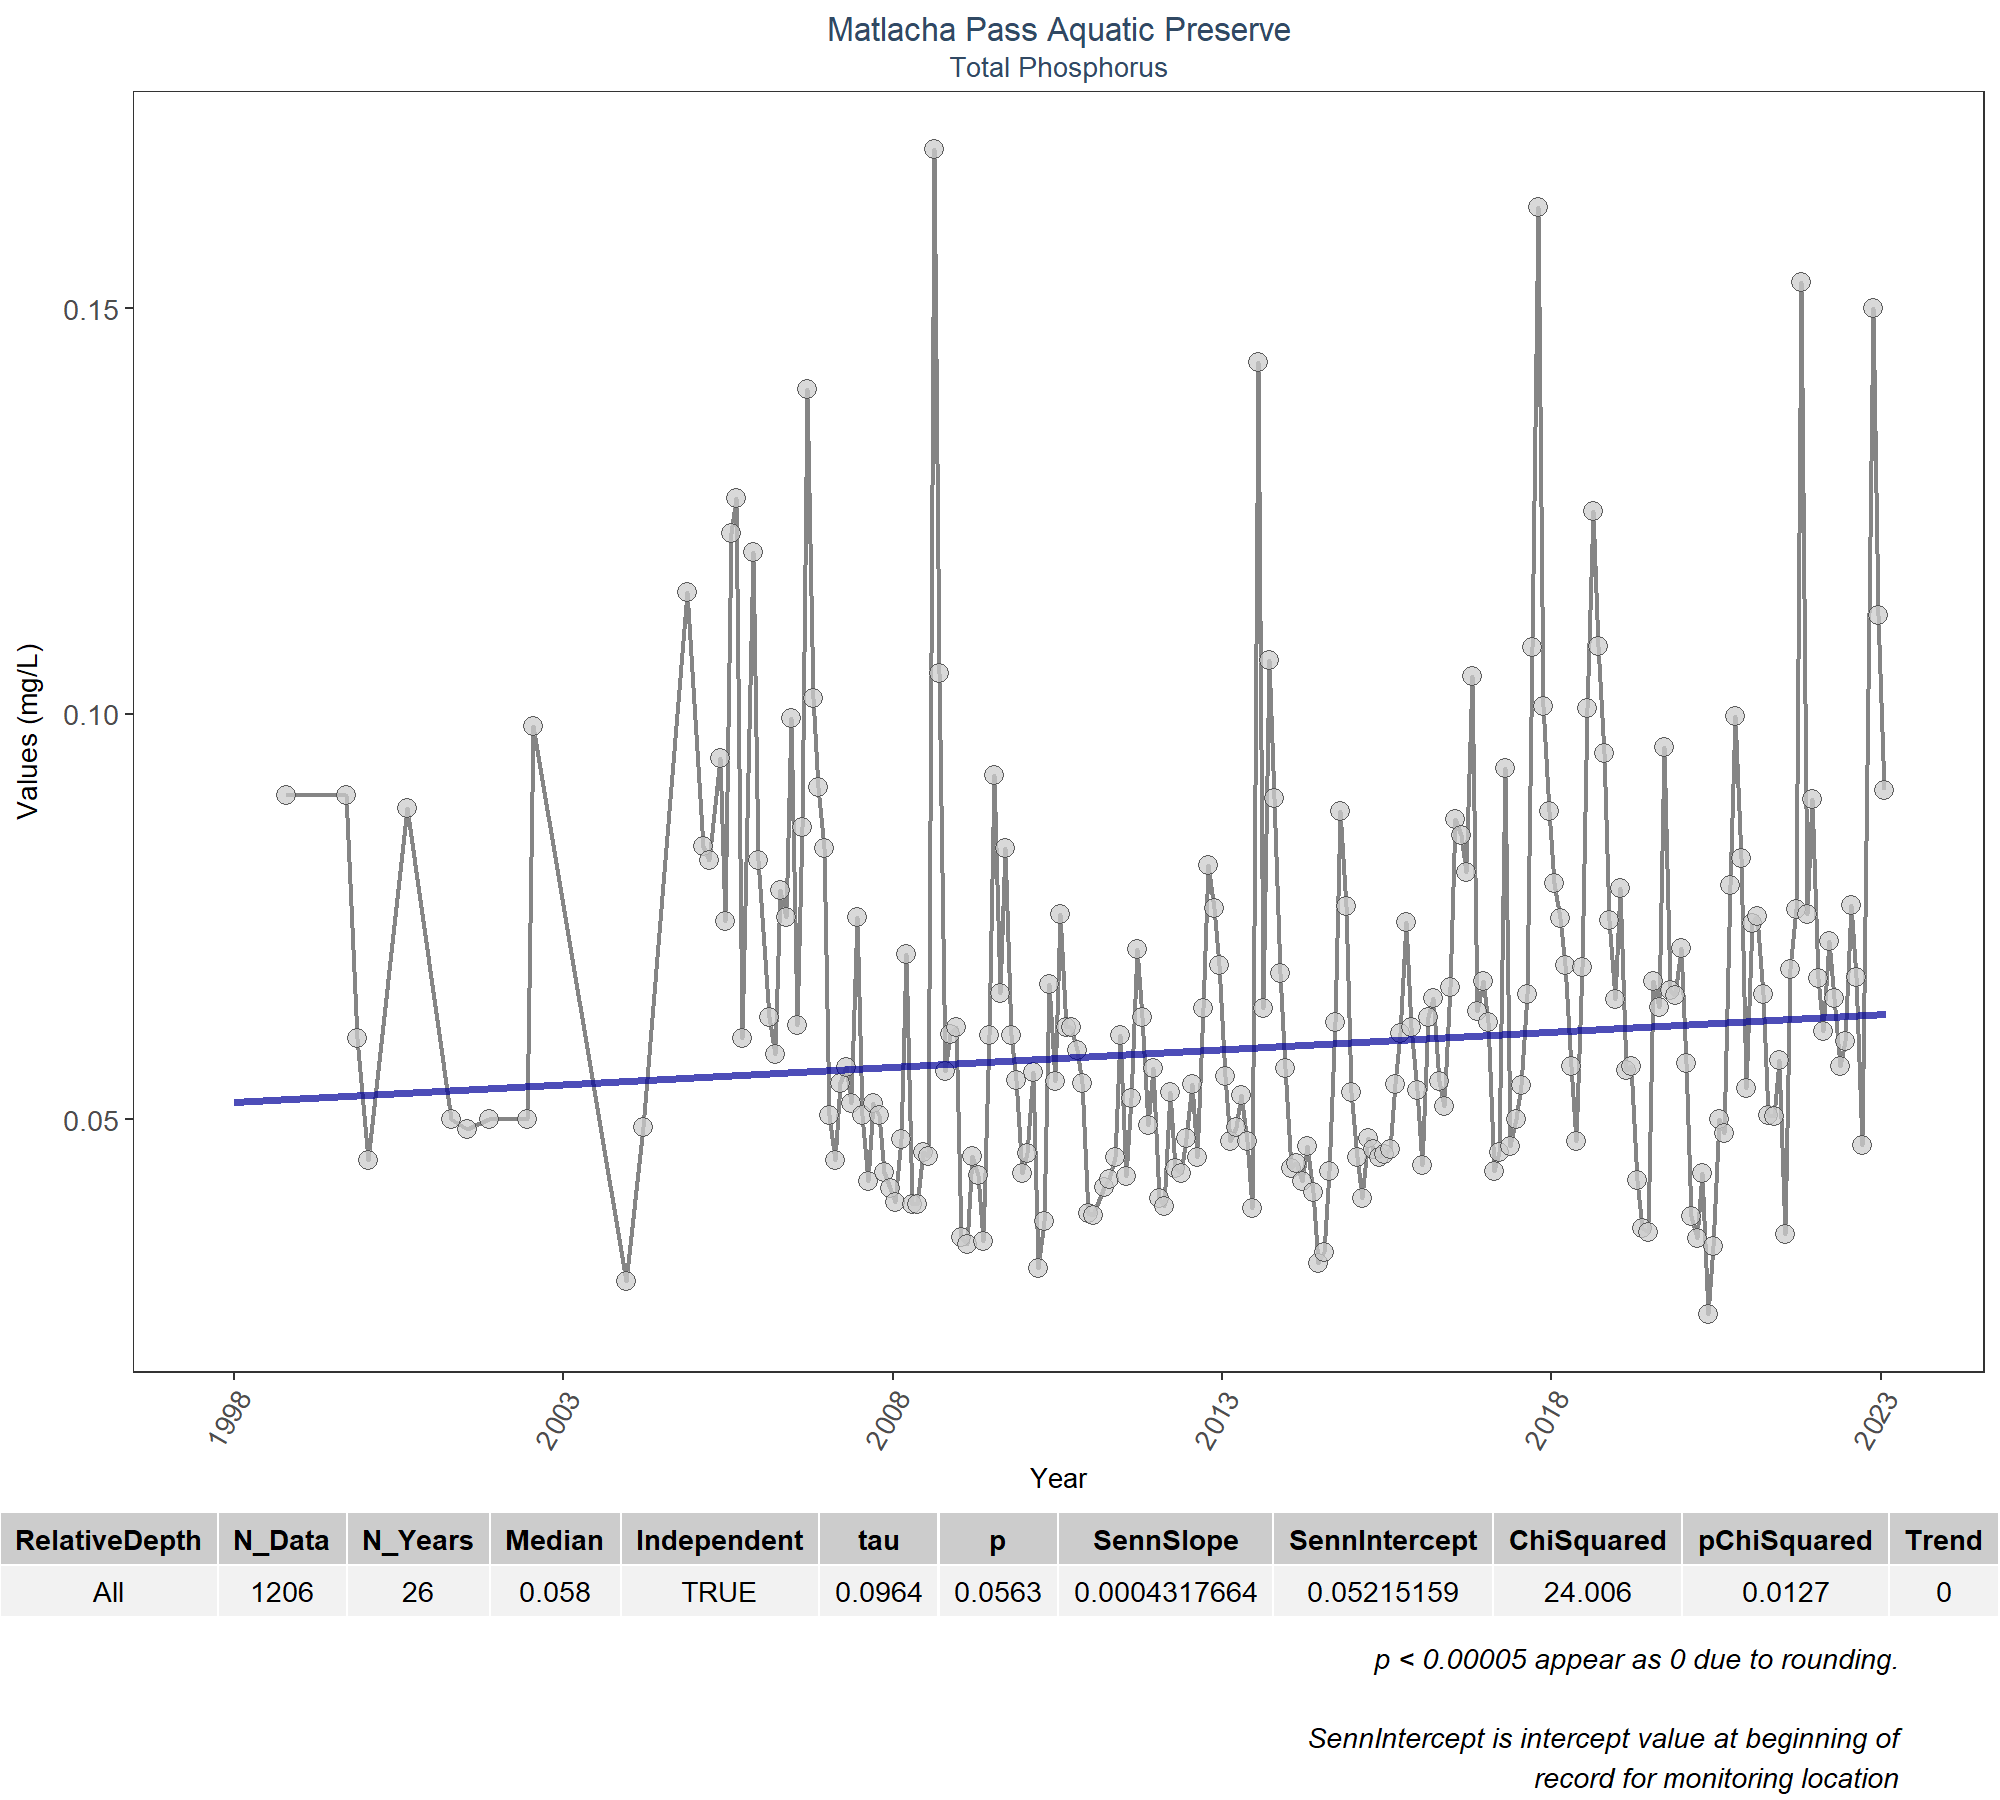 Matlacha Pass Aquatic Preserve
Total Phosphorus
Values (mg/L)
0.15
0.10
0.05
1998 2003 2008 2013 2018 2023
Year
RelativeDepth N_Data N_Years Median Independent tau p SennSlope SennIntercept ChiSquared pChiSquared Trend
All 1206 26 0.058 TRUE 0.0964 0.0563 0.0004317664 0.05215159 24.006 0.0127 0
p < 0.00005 appear as 0 due to rounding.
SennIntercept is intercept value at beginning of
record for monitoring location